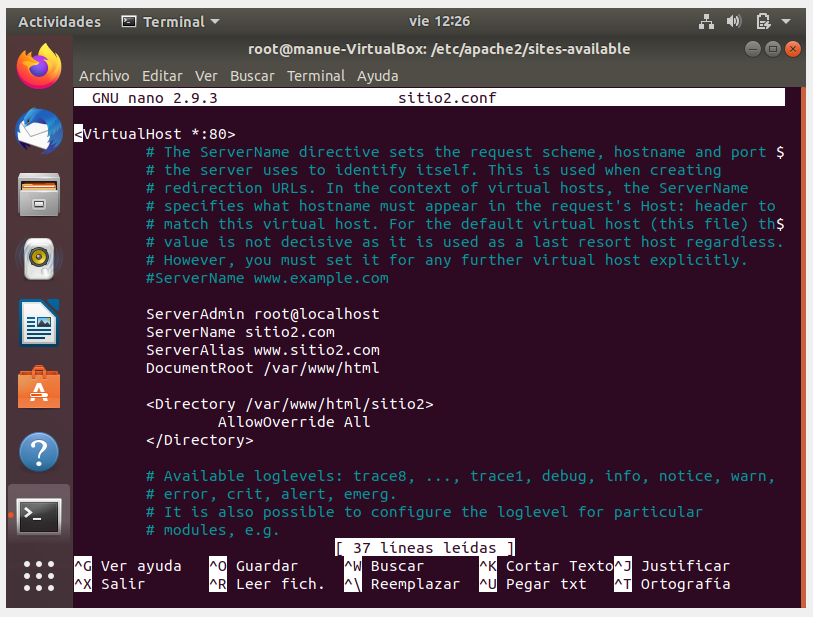 Actividades Terminal vie 12:26
root@manue-VirtualBox: /etc/apache2/sites-available
Archivo Editar Ver Buscar Terminal Ayuda
GNU nano 2.9.3 sitio2.conf
<VirtualHost *:80>
# The ServerName directive sets the request scheme, hostname and port $
# the server uses to identify itself. This is used when creating
# redirection URLs. In the context of virtual hosts, the ServerName
# specifies what hostname must appear in the request's Host: header to
# match this virtual host. For the default virtual host (this file) th$
# value is not decisive as it is used as a last resort host regardless.
# However, you must set it for any further virtual host explicitly.
#ServerName www.example.com
ServerAdmin root@localhost
ServerName sitio2.com
ServerAlias www.sitio2.com
DocumentRoot /var/www/html
<Directory /var/www/html/sitio2>
AllowOverride All
</Directory>
# Available loglevels: trace8, ..., trace1, debug, info, notice, warn,
# error, crit, alert, emerg.
# It is also possible to configure the loglevel for particular
# modules, e.g.
[ 37 líneas leídas ]
^G Ver ayuda ^O Guardar ^W Buscar ^K Cortar Texto ^J Justificar
^X Salir ^R Leer fich. ^\ Reemplazar ^U Pegar txt ^T Ortografía